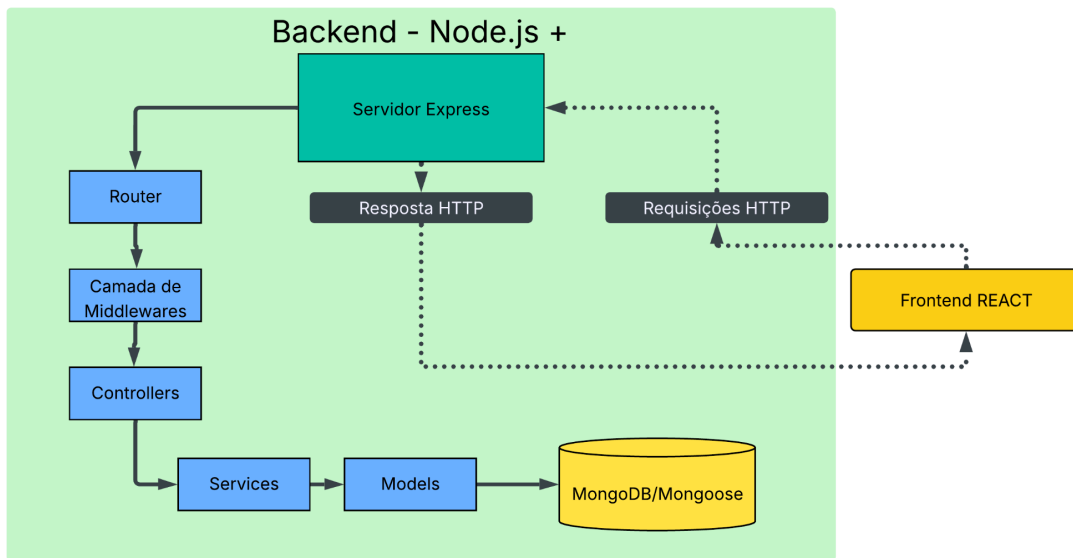 Backend - Node.js +
Servidor Express
Router
Resposta HTTP
Requisições HTTP
Camada de
Middlewares
Frontend REACT
Controllers
Services
Models
MongoDB/Mongoose